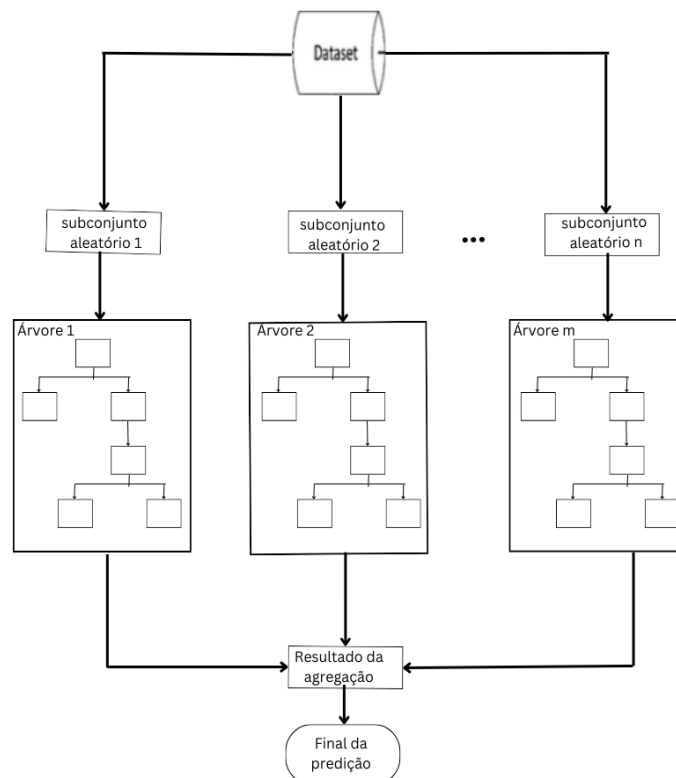 Dataset
subconjunto
aleatório 1
subconjunto
aleatório 2
...
subconjunto
aleatório n
Árvore 1
Árvore 2
Árvore m
Resultado da
agregação
Final da
predição